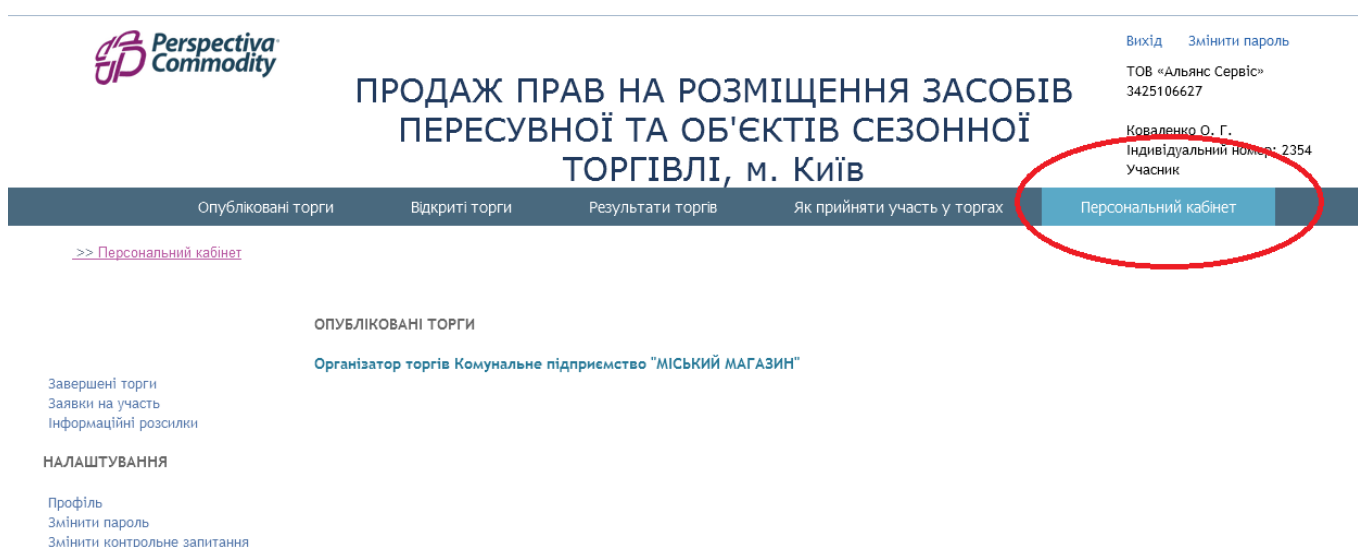 Perspectiva
Commodity
ПРОДАЖ ПРАВ НА РОЗМІЩЕННЯ ЗАСОБІВ
ПЕРЕСУВНОЇ ТА ОБ'ЄКТІВ СЕЗОННОЇ
ТОРГІВЛІ, м. Київ
Вихід Змінити пароль
ТОВ «Альянс Сервіс»
3425106627
Коваленко О. Г.
Індивідуальний номер: 2354
Учасник
Опубліковані торги Відкриті торги Результати торгів Як прийняти участь у торгах Персональний кабінет
>> Персональний кабінет
ОПУБЛІКОВАНІ ТОРГИ
Організатор торгів Комунальне підприємство "МІСЬКИЙ МАГАЗИН"
Завершені торги
Заявки на участь
Інформаційні розсилки
НАЛАШТУВАННЯ
Профіль
Змінити пароль
Змінити контрольне запитання